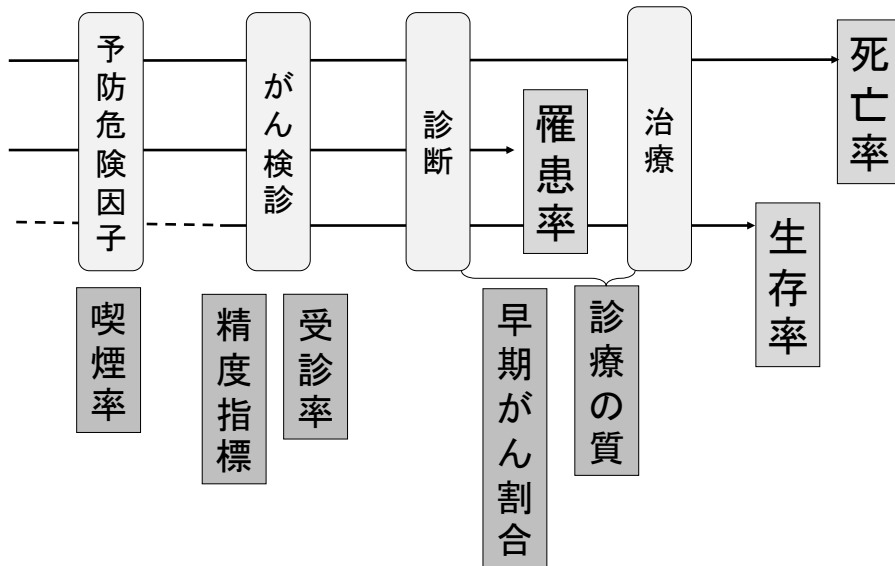 予防危険因子
がん検診
診断
治療
罹患率
死亡率
生存率
喫煙率
精度指標
受診率
早期がん割合
診療の質